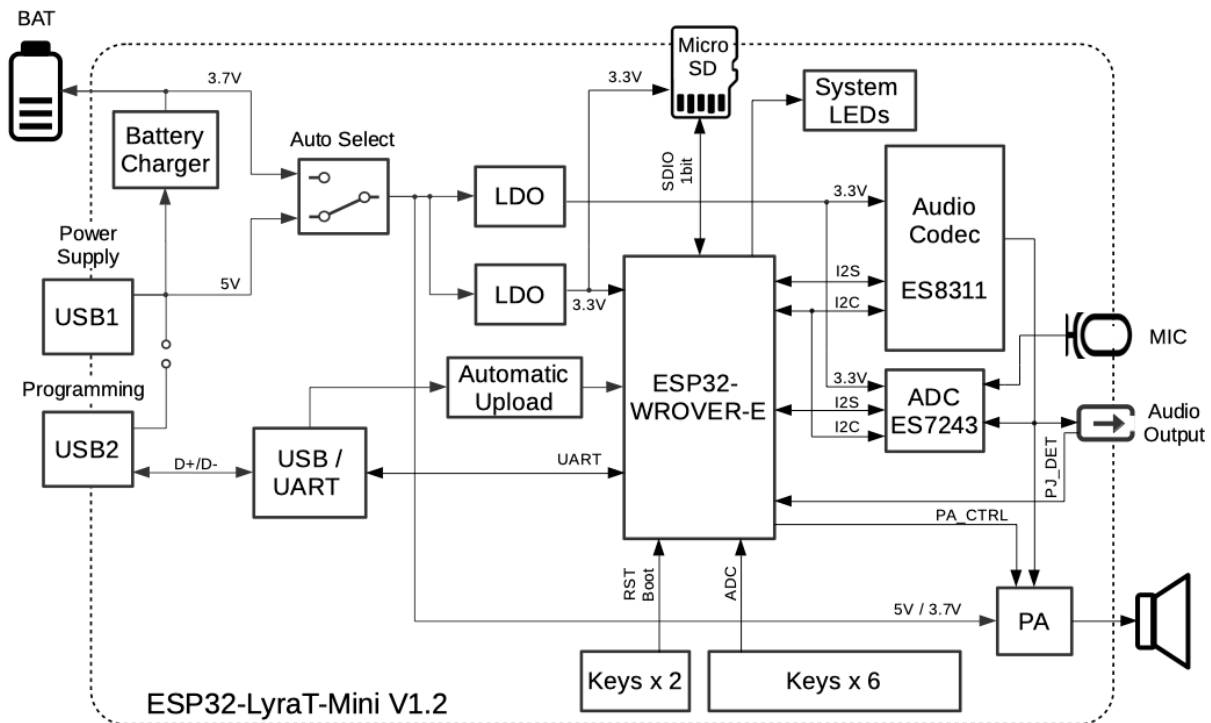 BAT
3.7V
Battery
Charger
Auto Select
3.3V
Micro
SD
System
LEDs
SDIO
1bit
LDO
3.3V
Audio
Codec
ES8311
Power
Supply
USB1
5V
LDO
3.3V
I2S
I2C
MIC
Programming
USB2
Automatic
Upload
ESP32-
WROVER-E
3.3V
I2S
I2C
ADC
ES7243
Audio
Output
D+/D-
USB /
UART
UART
PJ_DET
PA_CTRL
RST
Boot
ADC
5V / 3.7V
PA
Keys x 2
Keys x 6
ESP32-LyraT-Mini V1.2